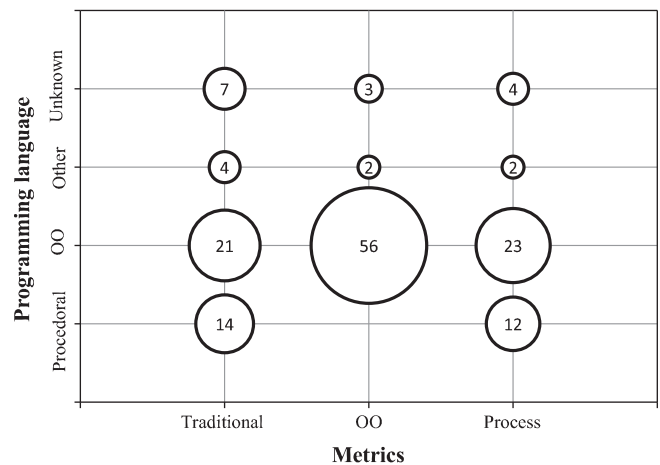 Programming language
Unknown
7
3
4
Other
4
2
2
OO
21
56
23
Procedoral
14
12
Traditional
OO
Process
Metrics